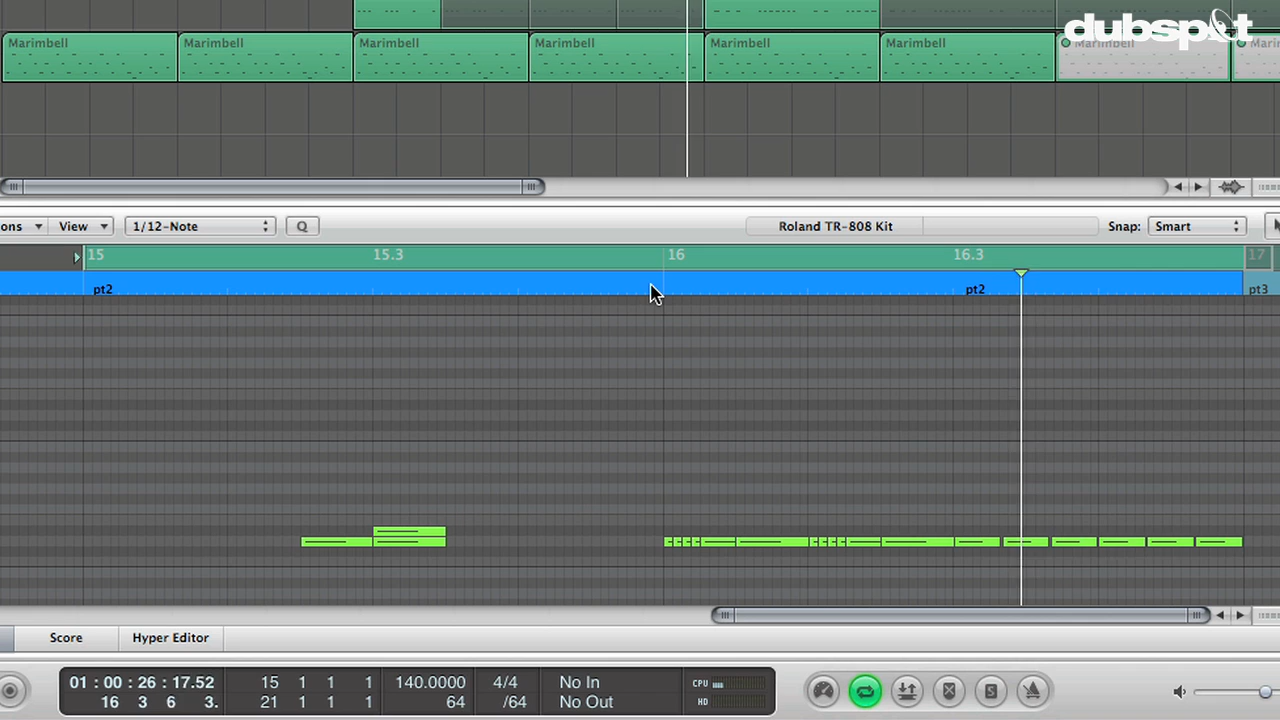 dubspot
Marimbell Marimbell Marimbell Marimbell Marimbell Marimbell Marimbell
ons View 1/12-Note Q Roland TR-808 Kit Snap: Smart
15 15.3 16 16.3 17
pt2 pt2 pt3
Score Hyper Editor
01 : 00 : 26 : 17.52 15 1 1 1 140.0000 4/4 No In CPU
16 3 6 3. 21 1 1 1 64 /64 No Out HD
S